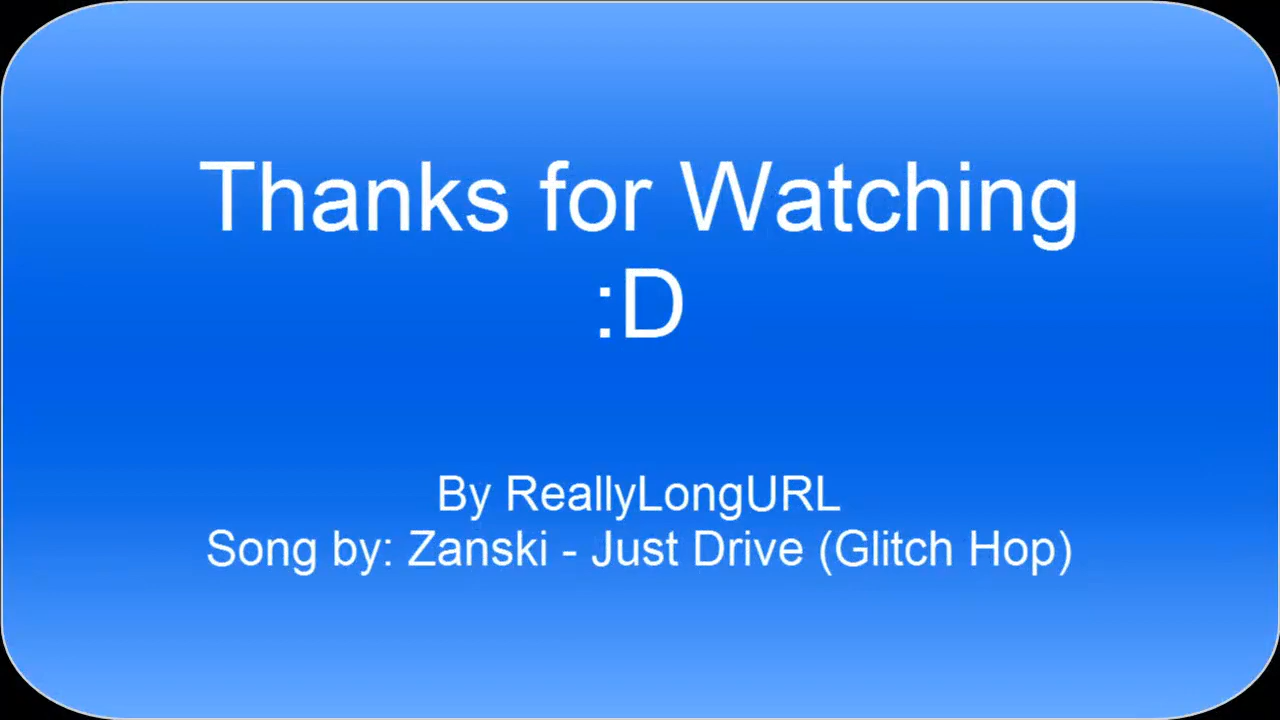 Thanks for Watching
:D
By ReallyLongURL
Song by: Zanski - Just Drive (Glitch Hop)